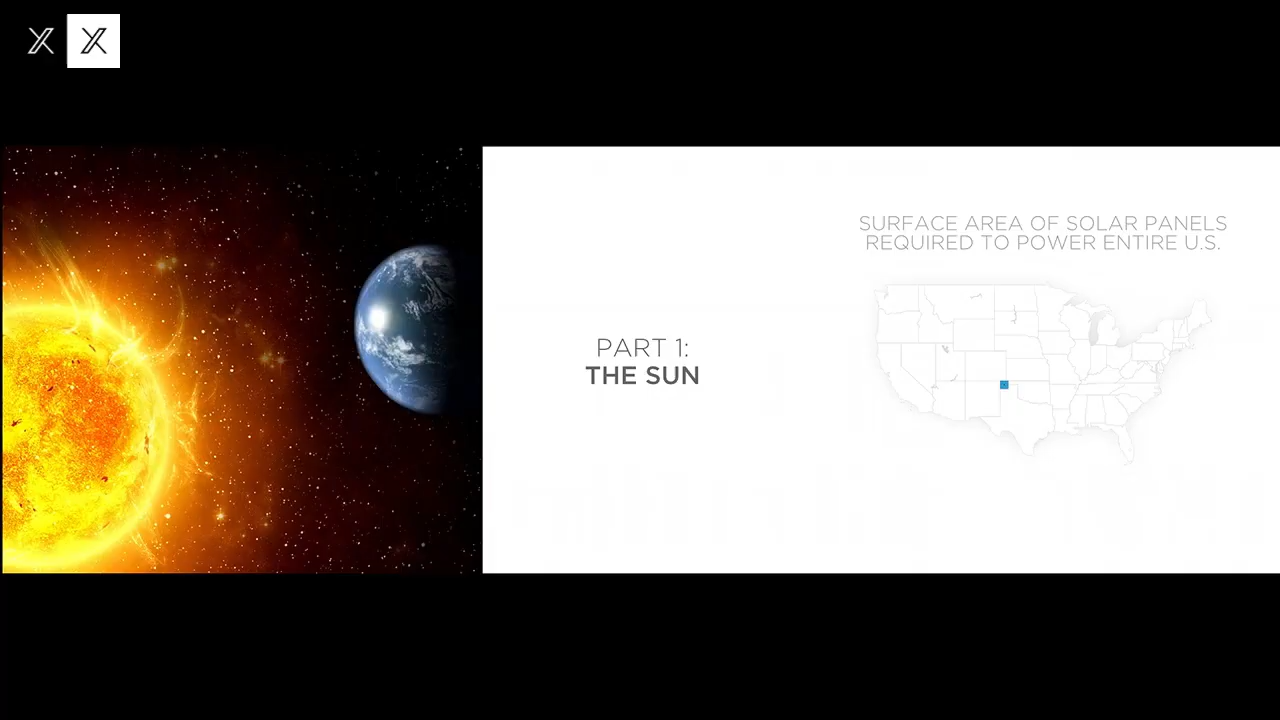 PART 1:
THE SUN
SURFACE AREA OF SOLAR PANELS
REQUIRED TO POWER ENTIRE U.S.